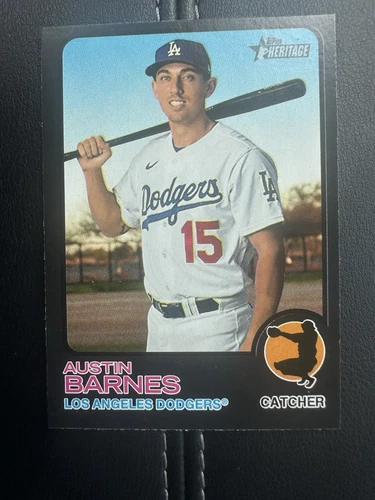 Topps
HERITAGE
LA
Dodgers
LA
15
AUSTIN
BARNES
LOS ANGELES DODGERS®
CATCHER